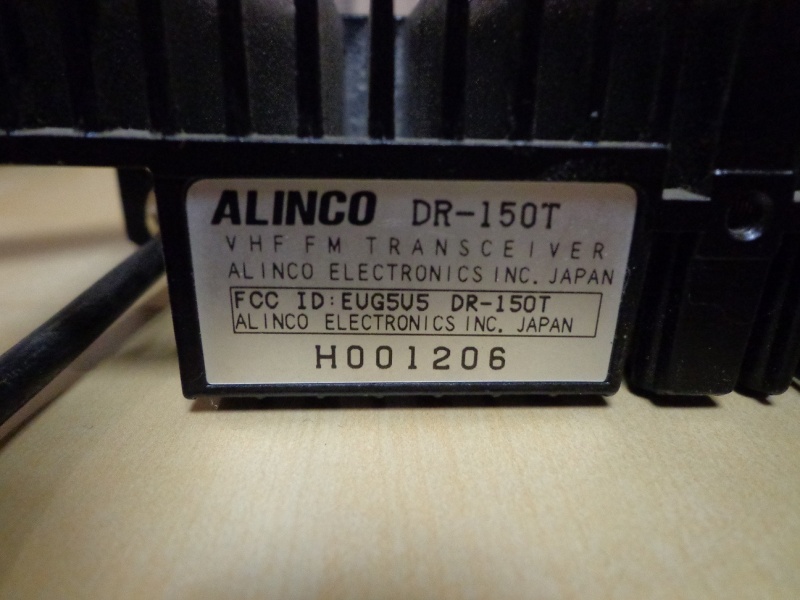 ALINCO DR-150T
VHF FM TRANSCEIVER
ALINCO ELECTRONICS INC. JAPAN
FCC ID: EUG5U5 DR-150T
ALINCO ELECTRONICS INC. JAPAN
H001206